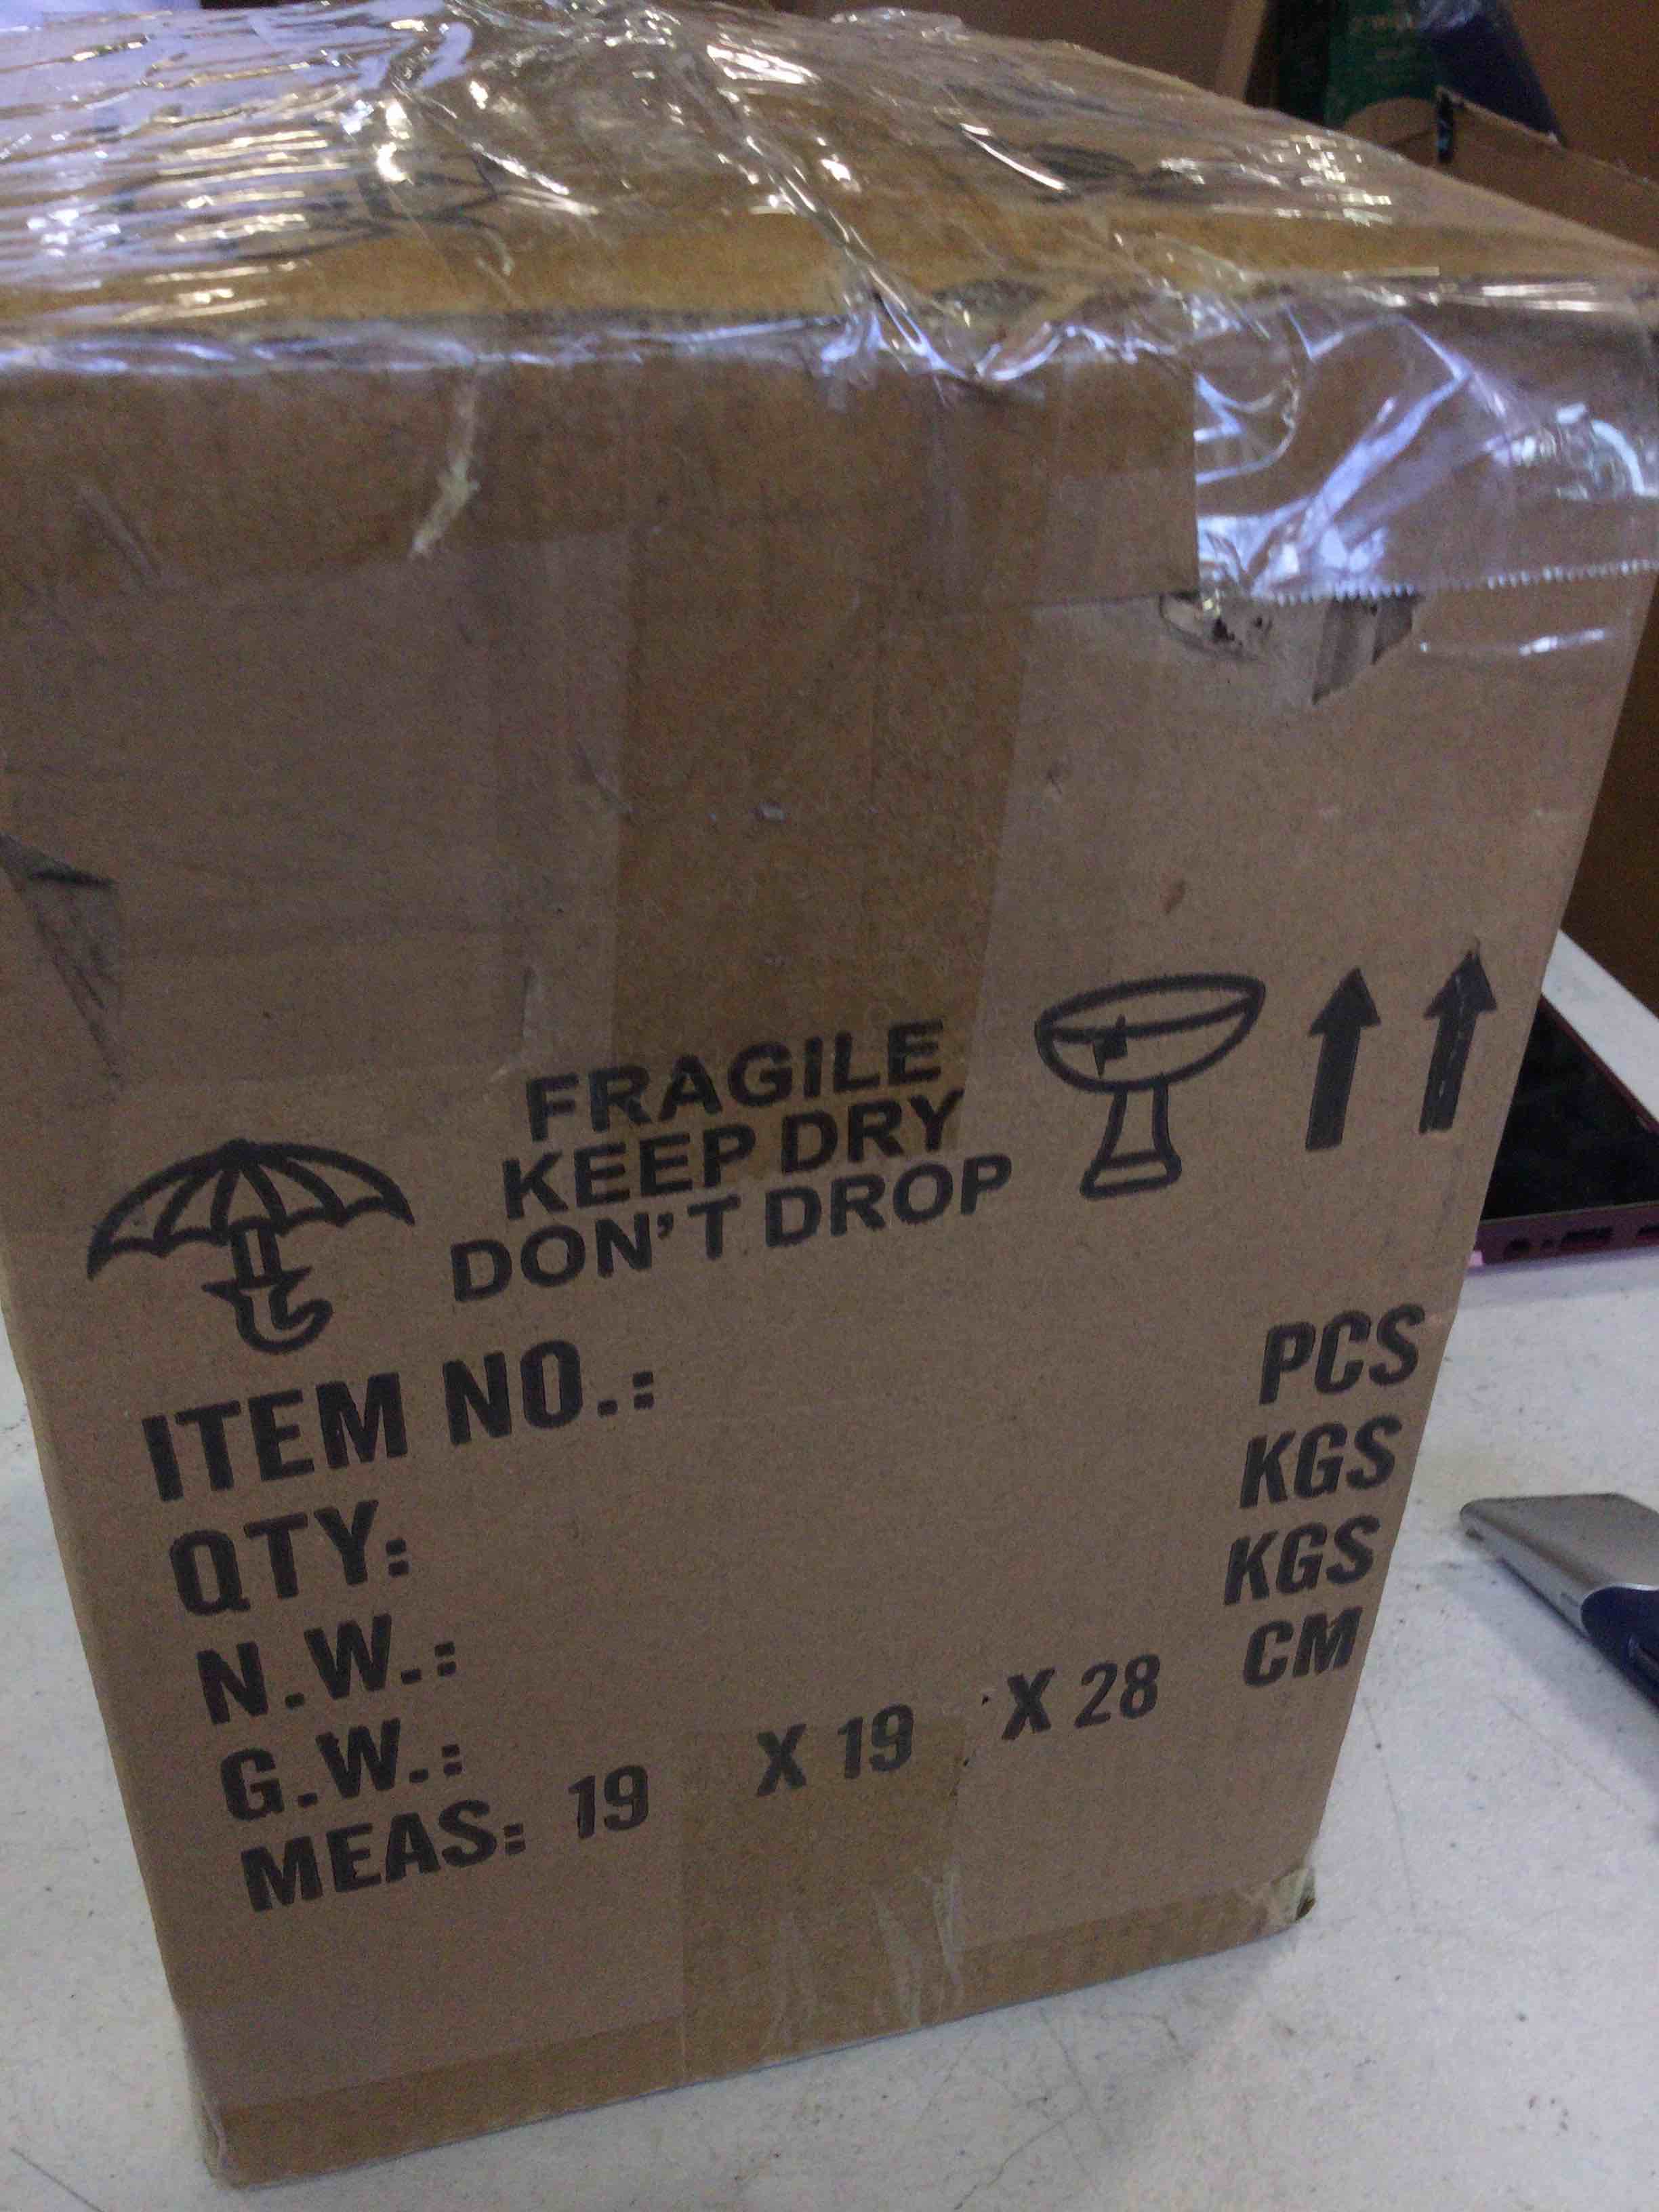 FRAGILE
KEEP DRY
DON'T DROP
ITEM NO.:
QTY: PCS
N.W.: KGS
G.W.: KGS
MEAS: 19 X 19 X 28 CM